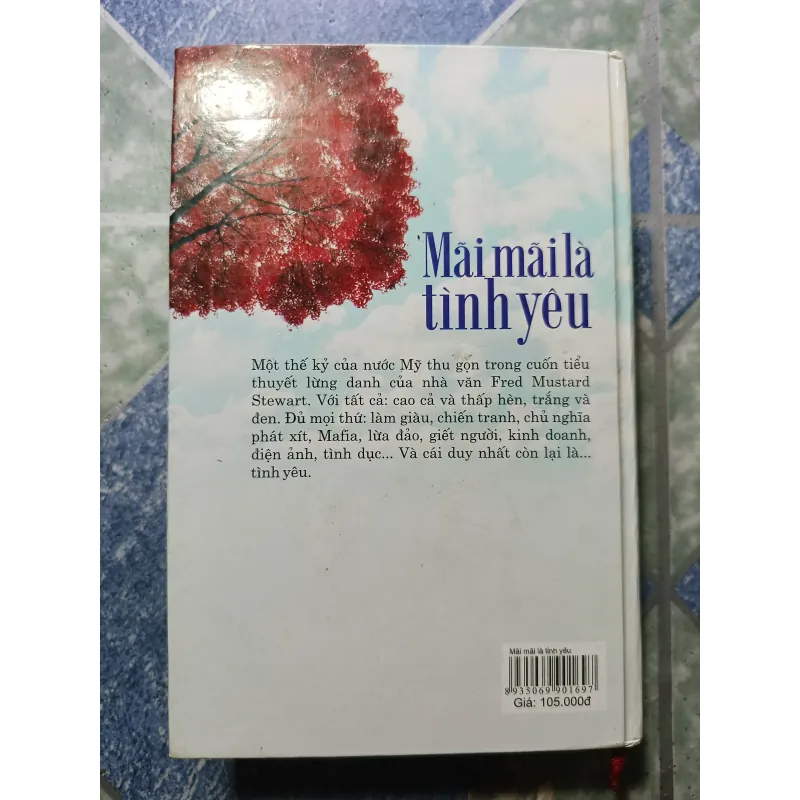 Mãi mãi là
tình yêu
Một thế kỷ của nước Mỹ thu gọn trong cuốn tiểu
thuyết lừng danh của nhà văn Fred Mustard
Stewart. Với tất cả: cao cả và thấp hèn, trắng và
đen. Đủ mọi thứ: làm giàu, chiến tranh, chủ nghĩa
phát xít, Mafia, lừa đảo, giết người, kinh doanh,
điện ảnh, tình dục... Và cái duy nhất còn lại là...
tình yêu.
Mãi mãi là tình yêu
8935069901697
Giá: 105.000đ